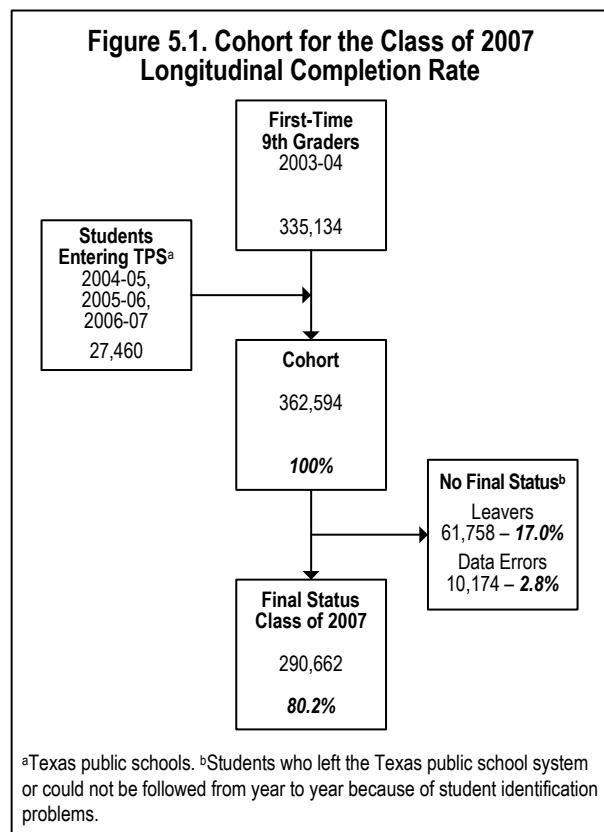 Figure 5.1. Cohort for the Class of 2007
Longitudinal Completion Rate
First-Time
9th Graders
2003-04
335,134
Students
Entering TPSᵃ
2004-05,
2005-06,
2006-07
27,460
Cohort
362,594
100%
No Final Statusᵇ
Leavers
61,758 – 17.0%
Data Errors
10,174 – 2.8%
Final Status
Class of 2007
290,662
80.2%
ᵃTexas public schools. ᵇStudents who left the Texas public school system
or could not be followed from year to year because of student identification
problems.